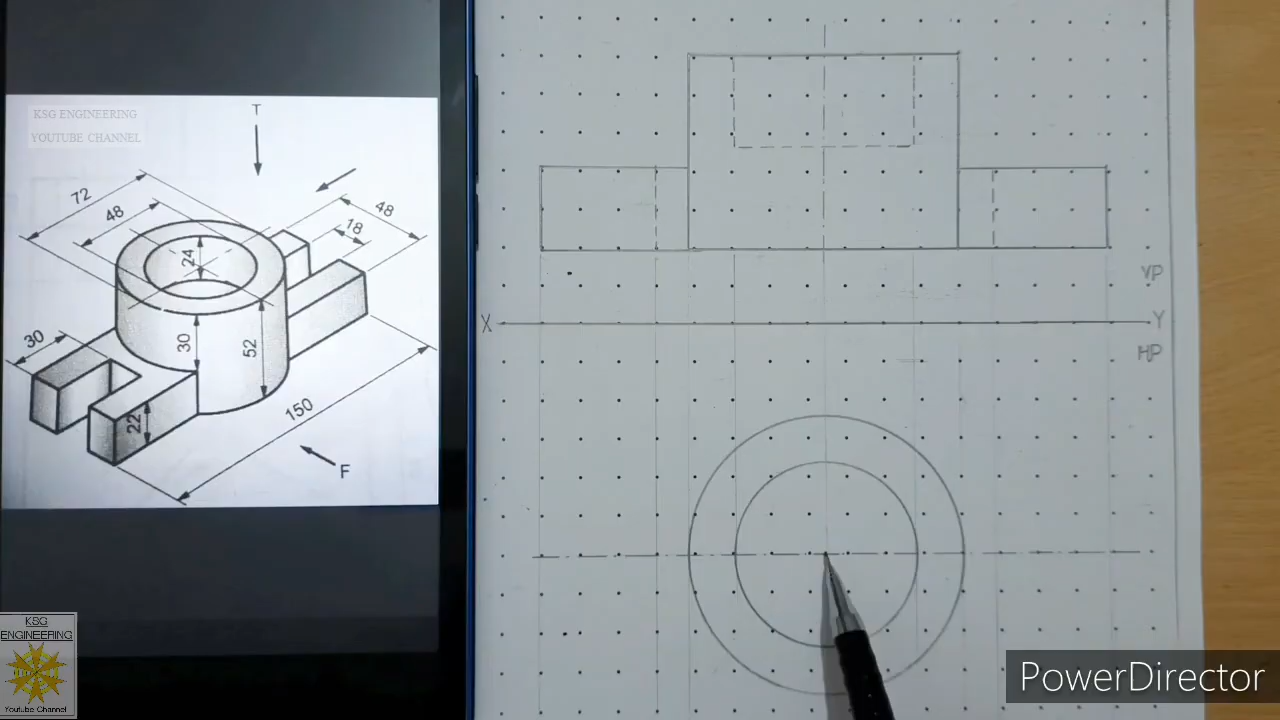 KSG ENGINEERING
YOUTUBE CHANNEL
T
72
48
48
18
24
30
30
52
22
150
F
X
Y
VP
HP
KSG
ENGINEERING
Youtube Channel
PowerDirector